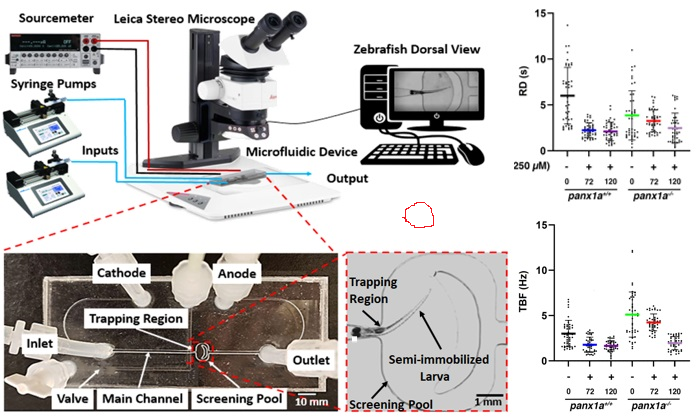 Sourcemeter
Leica Stereo Microscope
Syringe Pumps
Zebrafish Dorsal View
Inputs
Microfluidic Device
Output
Cathode
Anode
Trapping Region
Inlet
Outlet
Valve
Main Channel
Screening Pool
10 mm
Trapping
Region
Semi-immobilized
Larva
Screening Pool
1 mm
RD (s)
15
10
5
0
250 µM)
- + + - + +
0 72 120 0 72 120
panx1a+/+ panx1a-/-
TBF (Hz)
15
10
5
0
- + + - + +
0 72 120 0 72 120
panx1a+/+ panx1a-/-